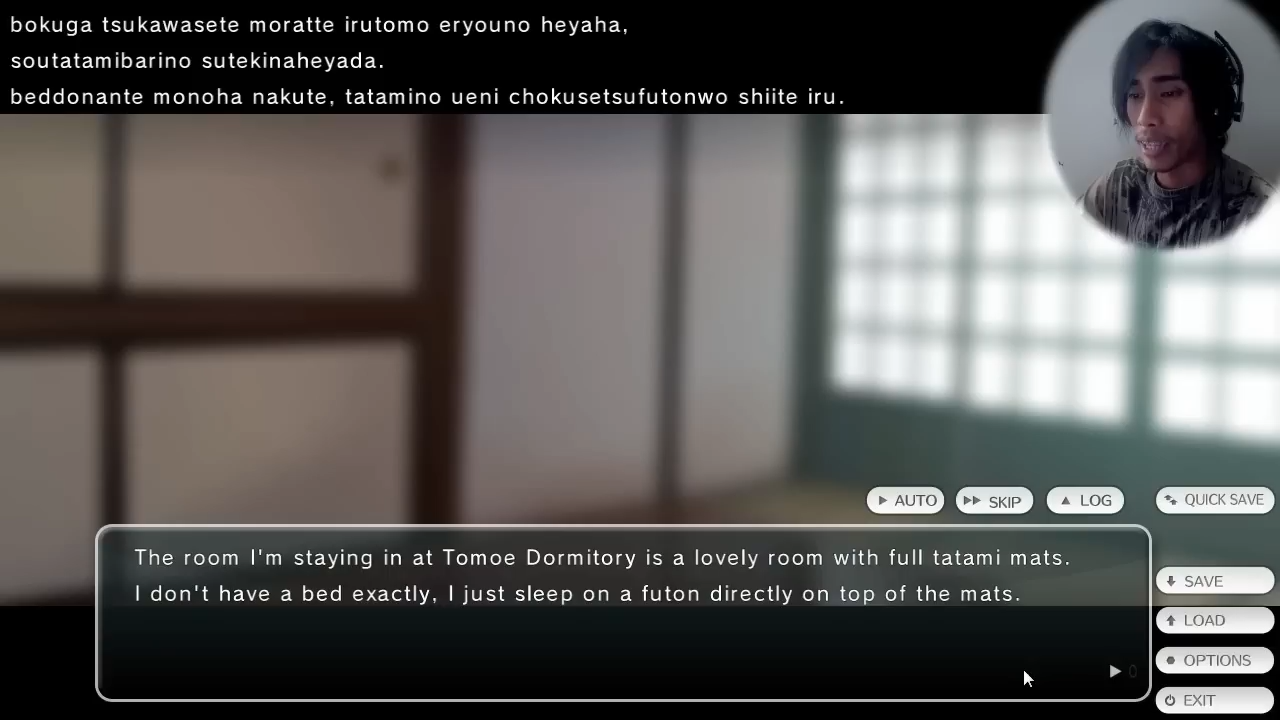 bokuga tsukawasete moratte irutomo eryouno heyaha,
soutatamibarino sutekinaheyada.
beddonante monoha nakute, tatamino ueni chokusetsufutonwo shiite iru.
AUTO SKIP LOG QUICK SAVE
The room I'm staying in at Tomoe Dormitory is a lovely room with full tatami mats.
I don't have a bed exactly, I just sleep on a futon directly on top of the mats.
SAVE
LOAD
OPTIONS
0
EXIT